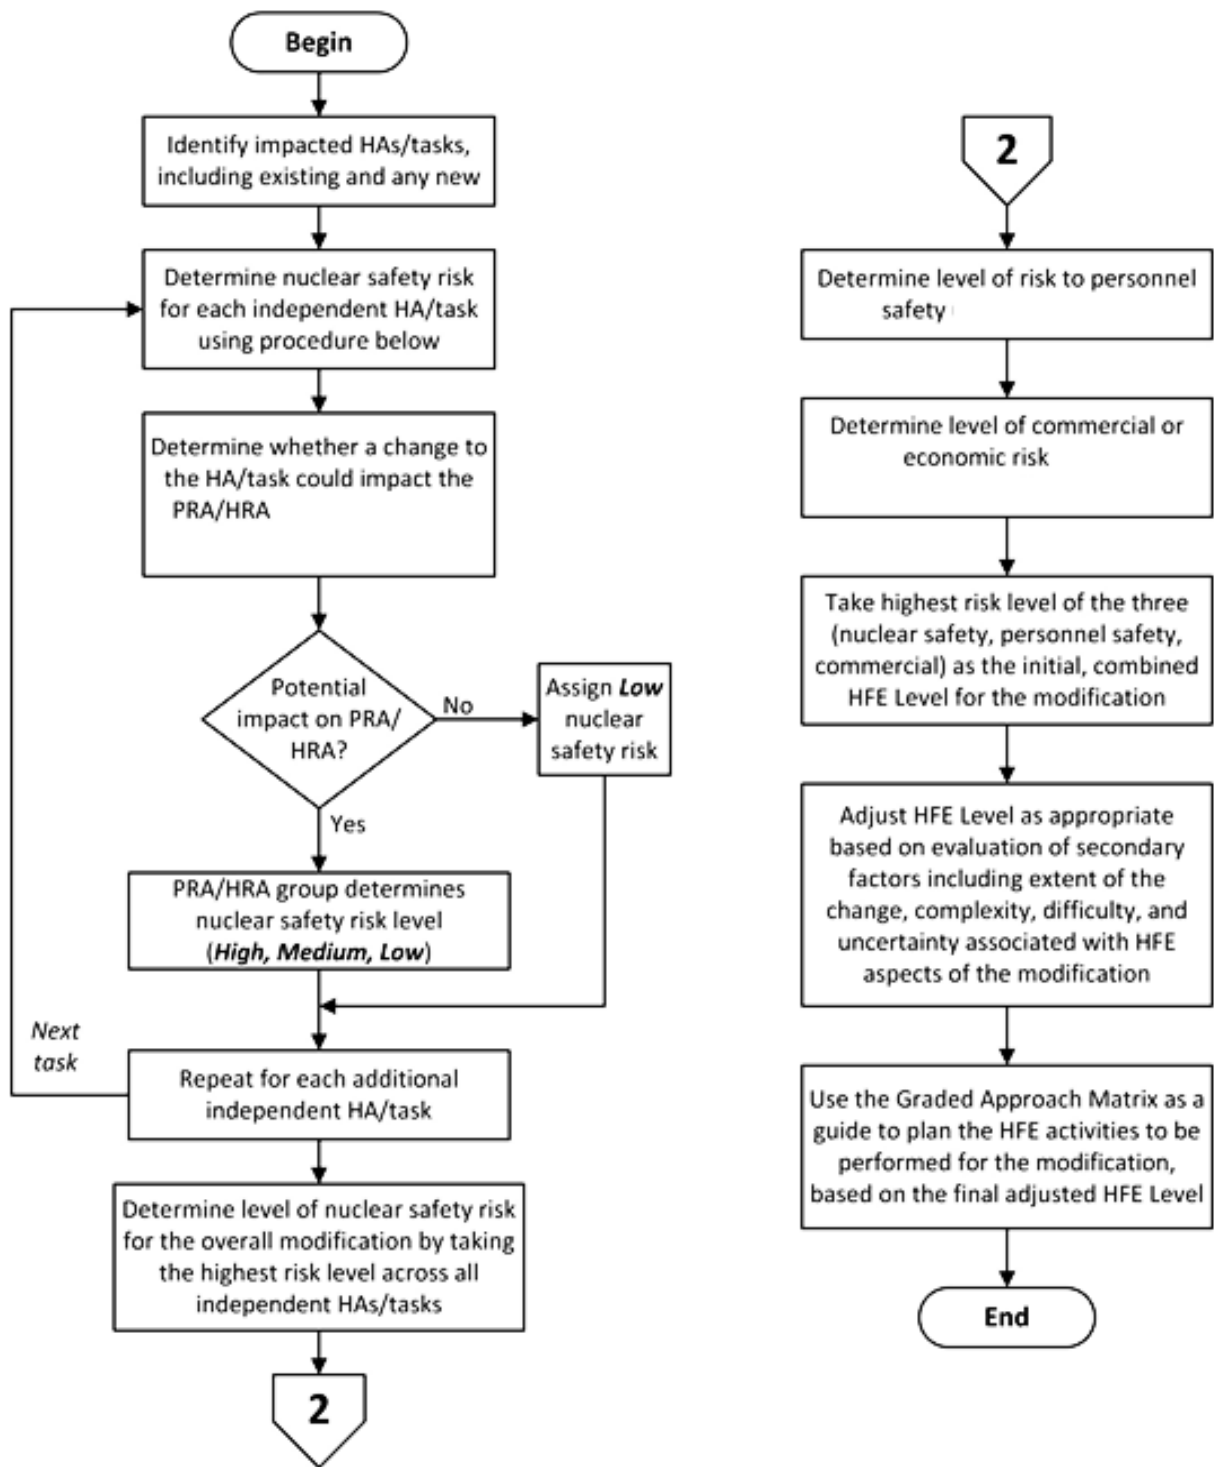 Begin
Identify impacted HAs/tasks,
including existing and any new
Determine nuclear safety risk
for each independent HA/task
using procedure below
Determine whether a change to
the HA/task could impact the
PRA/HRA
Potential
impact on PRA/
HRA?
No
Assign Low
nuclear
safety risk
Yes
PRA/HRA group determines
nuclear safety risk level
(High, Medium, Low)
Next
task
Repeat for each additional
independent HA/task
Determine level of nuclear safety risk
for the overall modification by taking
the highest risk level across all
independent HAs/tasks
2
2
Determine level of risk to personnel
safety
Determine level of commercial or
economic risk
Take highest risk level of the three
(nuclear safety, personnel safety,
commercial) as the initial, combined
HFE Level for the modification
Adjust HFE Level as appropriate
based on evaluation of secondary
factors including extent of the
change, complexity, difficulty, and
uncertainty associated with HFE
aspects of the modification
Use the Graded Approach Matrix as a
guide to plan the HFE activities to be
performed for the modification,
based on the final adjusted HFE Level
End